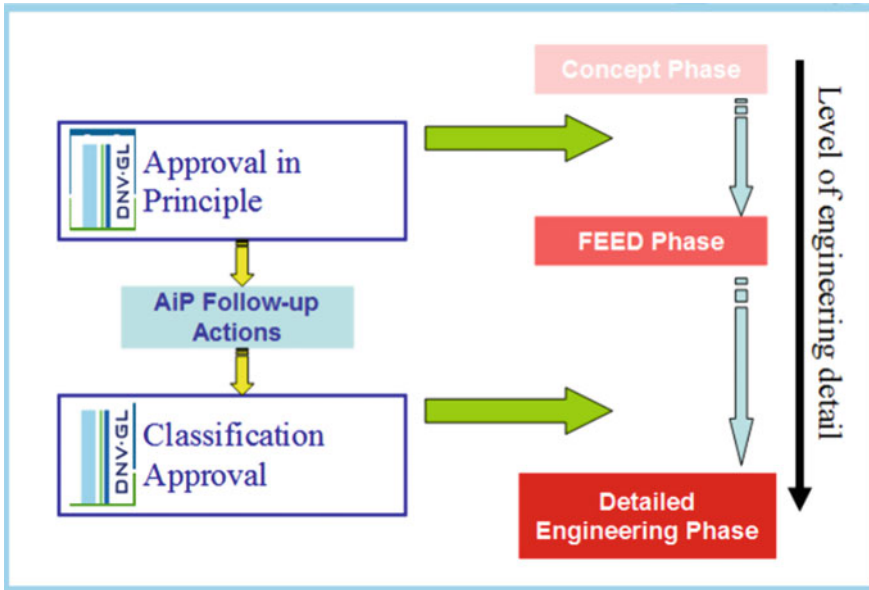 Concept Phase
DNV·GL
Approval in
Principle
FEED Phase
AiP Follow-up
Actions
DNV·GL
Classification
Approval
Detailed
Engineering Phase
Level of engineering detail